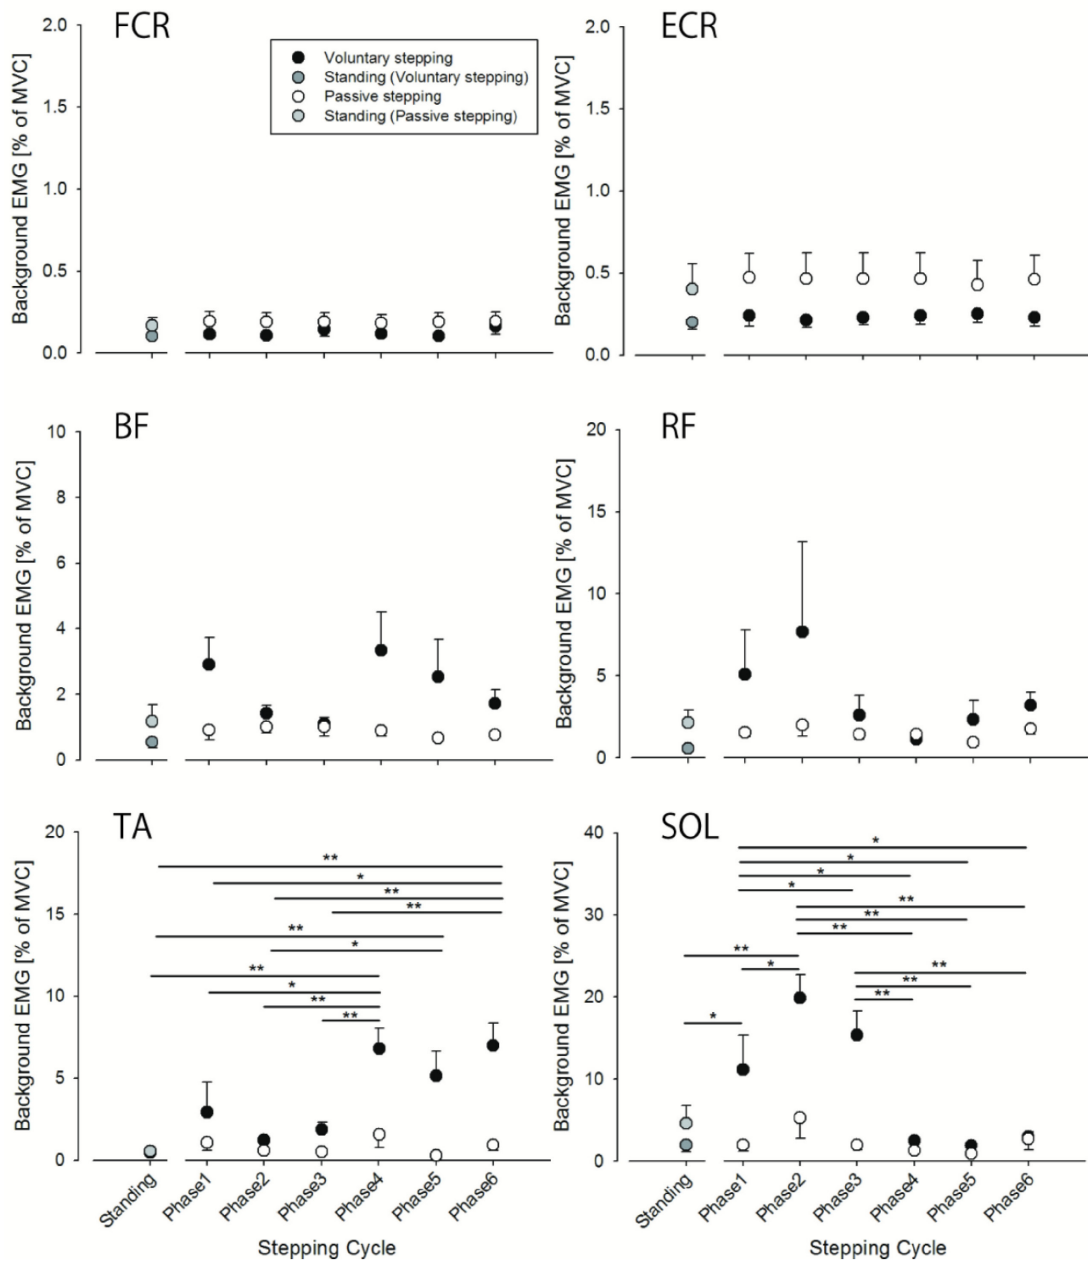 FCR
Background EMG [% of MVC]
2.0
1.5
1.0
0.5
0.0
Voluntary stepping
Standing (Voluntary stepping)
Passive stepping
Standing (Passive stepping)
ECR
Background EMG [% of MVC]
2.0
1.5
1.0
0.5
0.0
BF
Background EMG [% of MVC]
10
8
6
4
2
0
RF
Background EMG [% of MVC]
20
15
10
5
0
TA
Background EMG [% of MVC]
20
15
10
5
0
**
*
**
**
**
*
**
*
**
**
Standing
Phase1
Phase2
Phase3
Phase4
Phase5
Phase6
Stepping Cycle
SOL
Background EMG [% of MVC]
40
30
20
10
0
*
*
*
*
**
**
**
**
*
**
**
**
*
Standing
Phase1
Phase2
Phase3
Phase4
Phase5
Phase6
Stepping Cycle